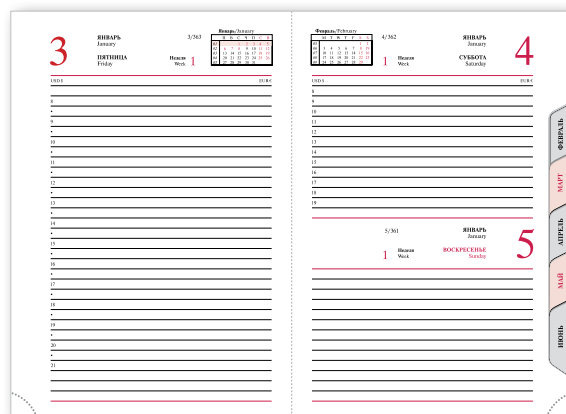 3
ЯНВАРЬ
January
ПЯТНИЦА
Friday
3/363
Неделя
Week
1
Январь/January
USD $
EUR €
8
9
10
11
12
13
14
15
16
17
18
19
20
21
Февраль/February
4/362
Неделя
Week
1
ЯНВАРЬ
January
СУББОТА
Saturday
4
USD $
EUR €
8
9
10
11
12
13
14
15
16
17
18
19
5/361
Неделя
Week
1
ЯНВАРЬ
January
ВОСКРЕСЕНЬЕ
Sunday
5
ФЕВРАЛЬ
МАРТ
АПРЕЛЬ
МАЙ
ИЮНЬ